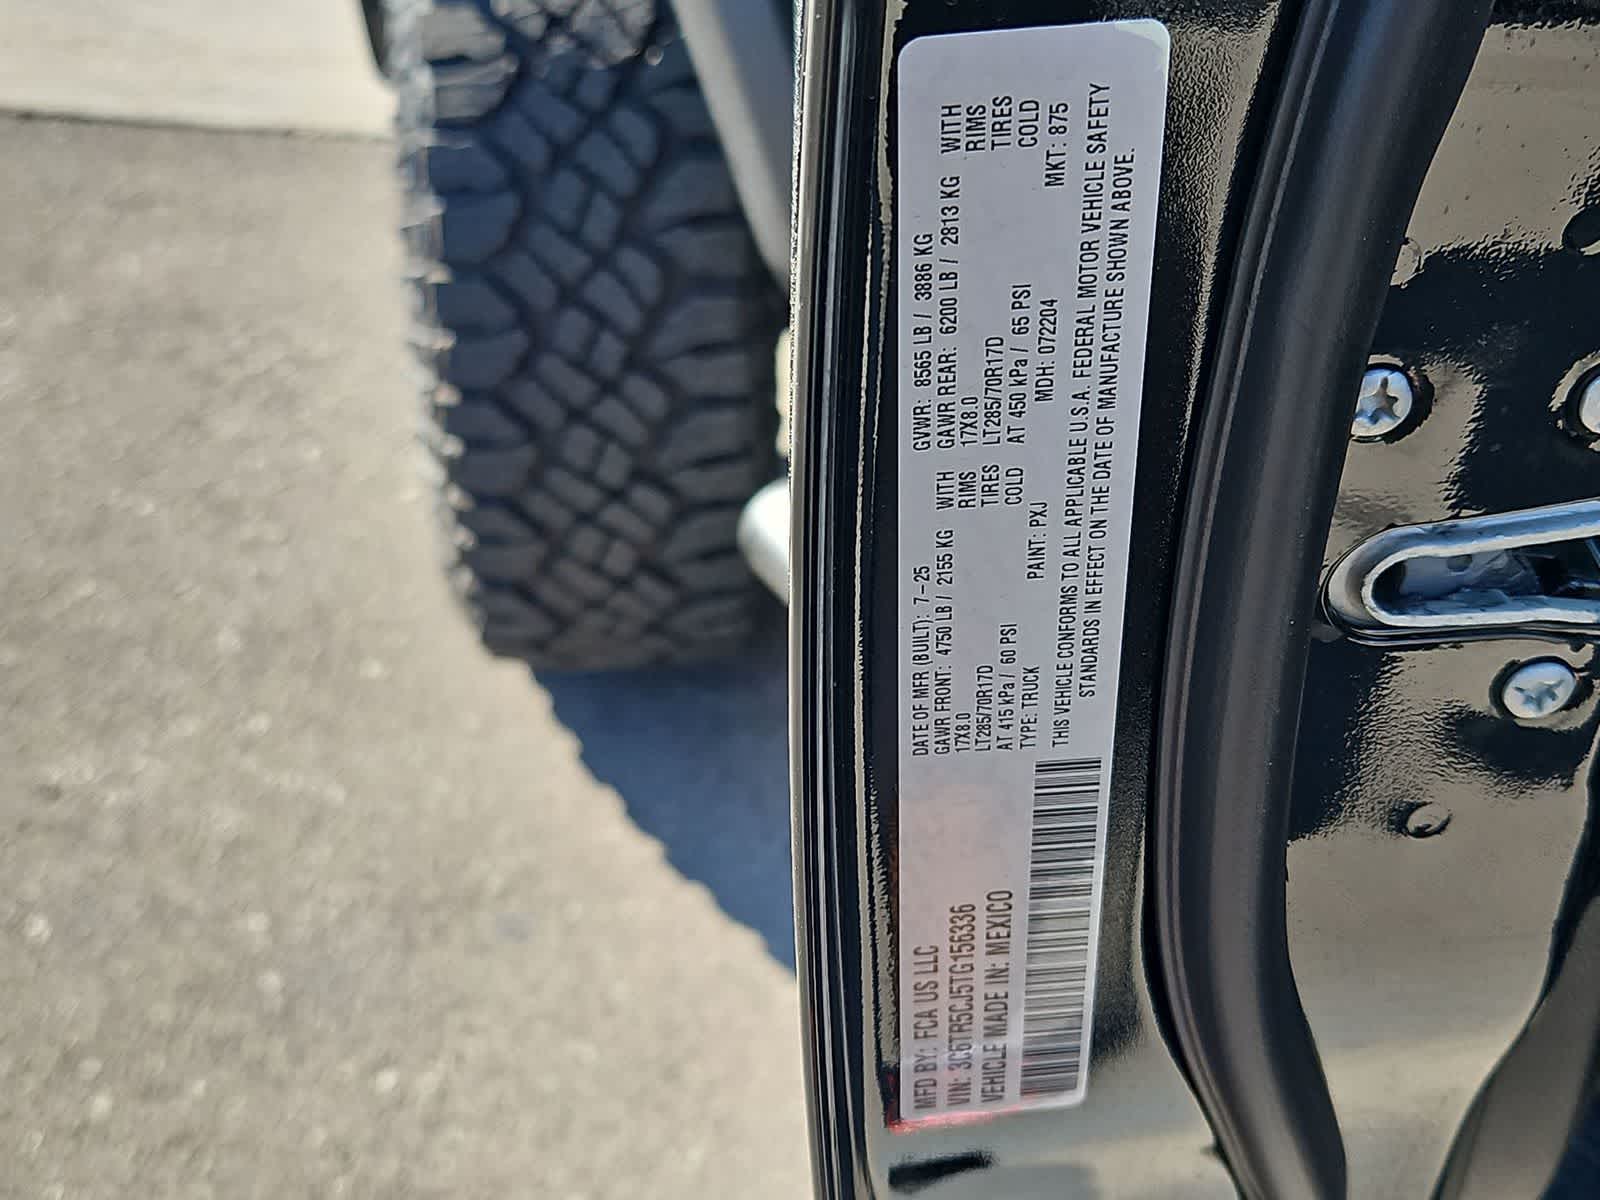 MFD BY: FCA US LLC
VIN: 3C6TR5CJ5TG156336
VEHICLE MADE IN: MEXICO
DATE OF MFR (BUILT): 7-25 GVWR: 8565 LB / 3886 KG
GAWR FRONT: 4750 LB / 2155 KG WITH GAWR REAR: 6200 LB / 2813 KG WITH
17X8.0 RIMS 17X8.0 RIMS
LT285/70R17D TIRES LT285/70R17D TIRES
AT 415 kPa / 60 PSI COLD AT 450 kPa / 65 PSI COLD
TYPE: TRUCK PAINT: PXJ MDH: 072204 MKT: 875
THIS VEHICLE CONFORMS TO ALL APPLICABLE U.S.A. FEDERAL MOTOR VEHICLE SAFETY
STANDARDS IN EFFECT ON THE DATE OF MANUFACTURE SHOWN ABOVE.